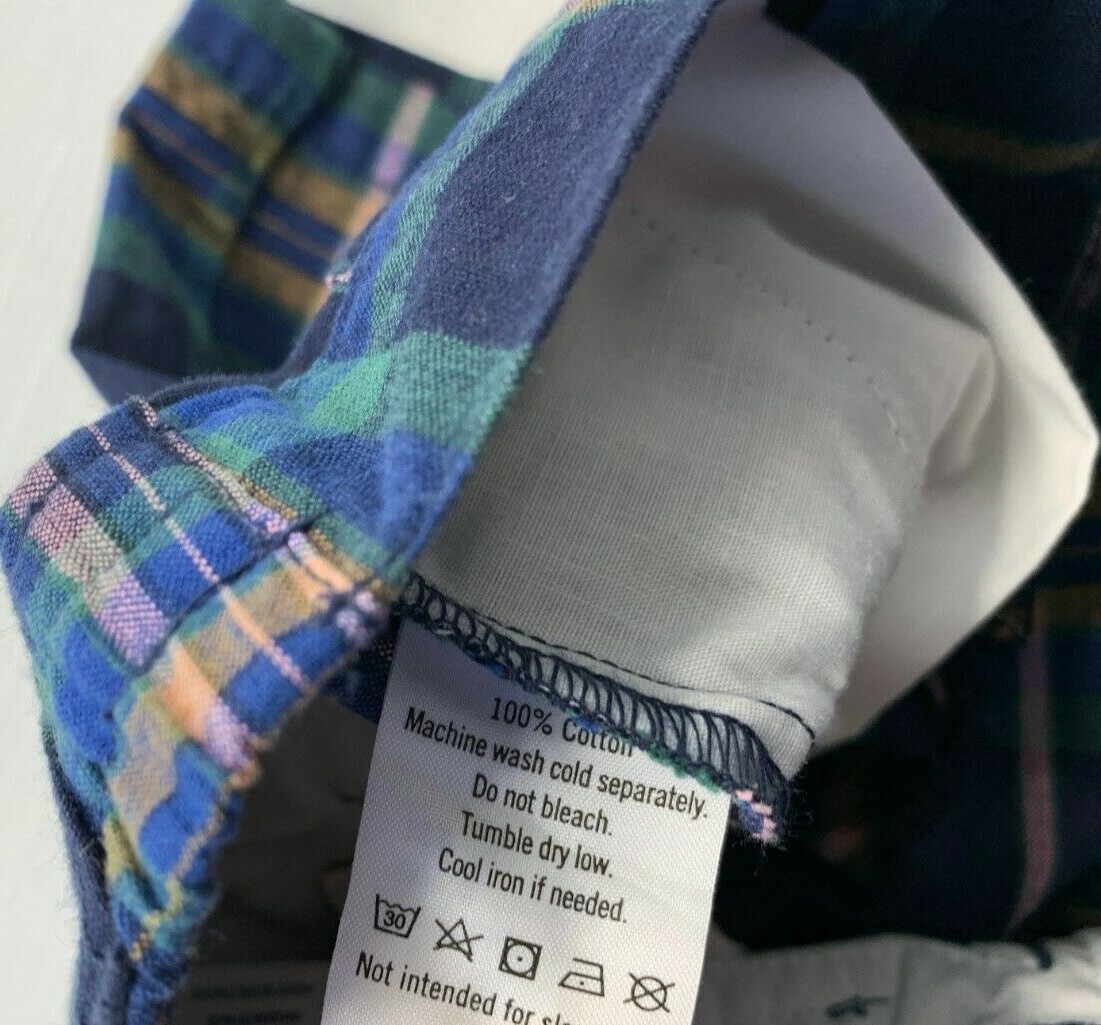 100% Cotton
Machine wash cold separately.
Do not bleach.
Tumble dry low.
Cool iron if needed.
30
Not intended for